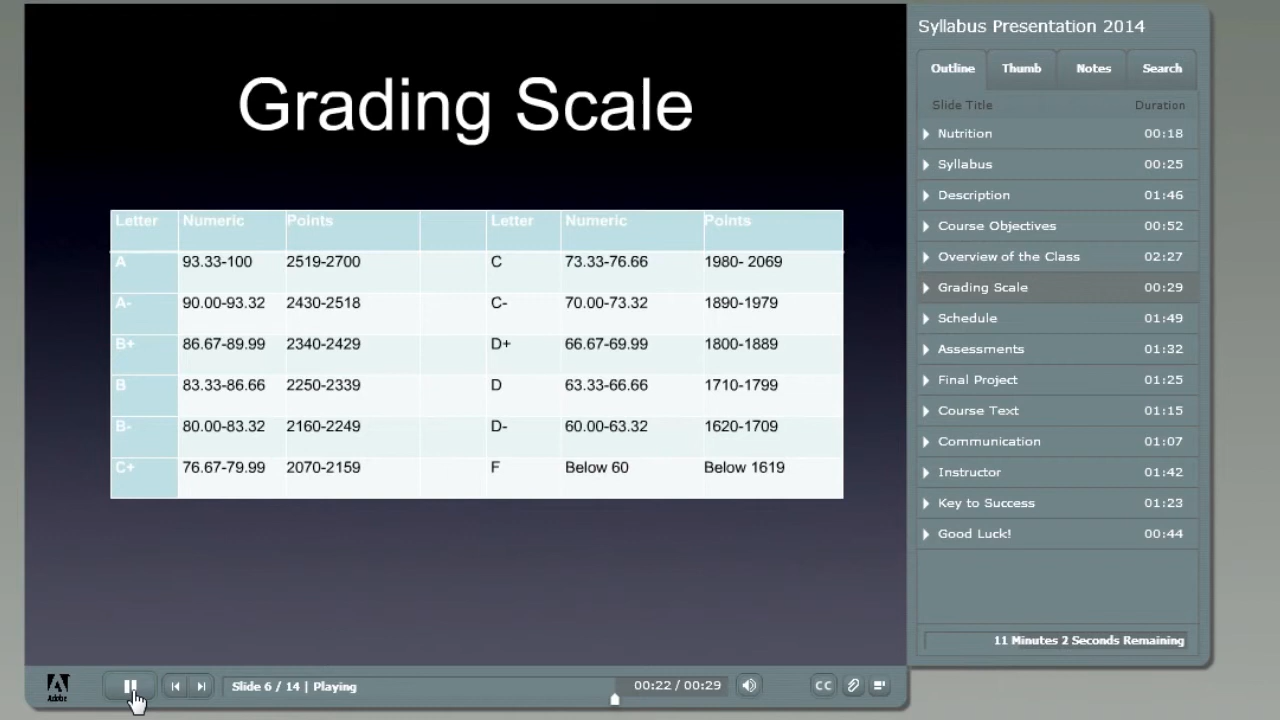 Grading Scale
Letter Numeric Points Letter Numeric Points
A 93.33-100 2519-2700 C 73.33-76.66 1980- 2069
A- 90.00-93.32 2430-2518 C- 70.00-73.32 1890-1979
B+ 86.67-89.99 2340-2429 D+ 66.67-69.99 1800-1889
B 83.33-86.66 2250-2339 D 63.33-66.66 1710-1799
B- 80.00-83.32 2160-2249 D- 60.00-63.32 1620-1709
C+ 76.67-79.99 2070-2159 F Below 60 Below 1619
Syllabus Presentation 2014
Outline Thumb Notes Search
Slide Title Duration
Nutrition 00:18
Syllabus 00:25
Description 01:46
Course Objectives 00:52
Overview of the Class 02:27
Grading Scale 00:29
Schedule 01:49
Assessments 01:32
Final Project 01:25
Course Text 01:15
Communication 01:07
Instructor 01:42
Key to Success 01:23
Good Luck! 00:44
11 Minutes 2 Seconds Remaining
Adobe
Slide 6 / 14 | Playing 00:22 / 00:29 CC